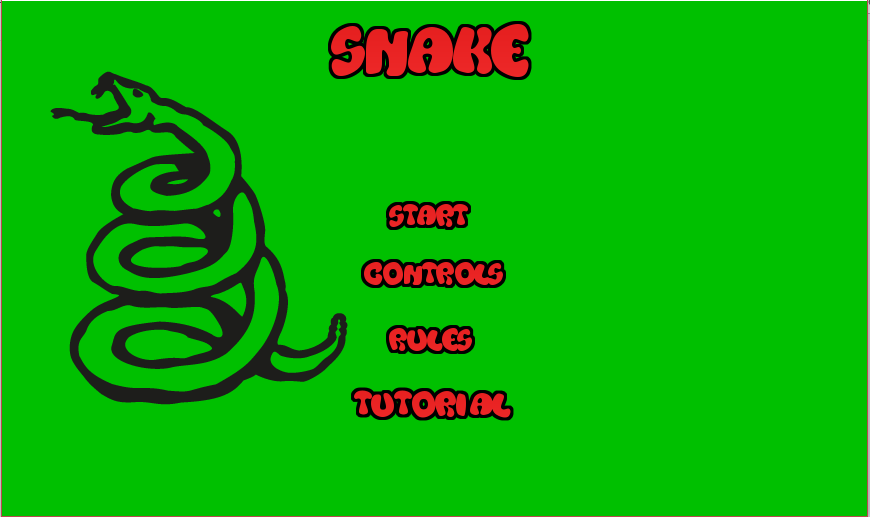 SNAKE
START
CONTROLS
RULES
TUTORIAL